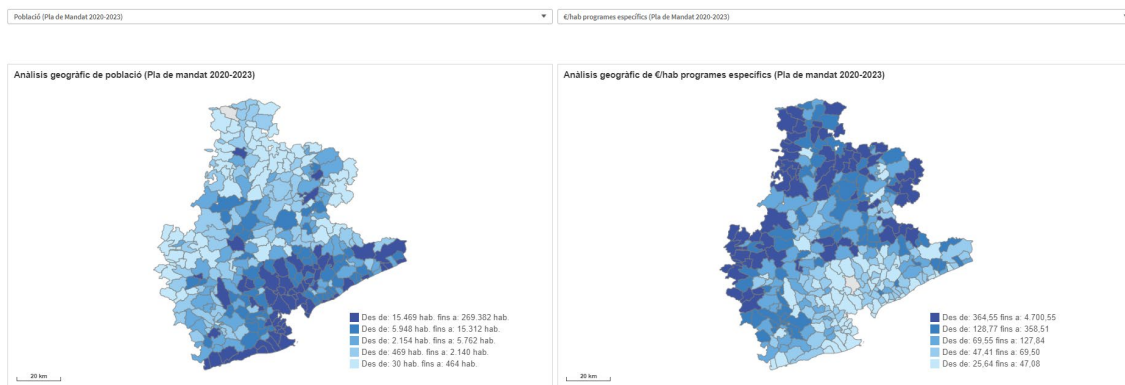 Població (Pla de Mandat 2020-2023)
€/hab programes específics (Pla de Mandat 2020-2023)
Anàlisis geogràfic de població (Pla de mandat 2020-2023)
Des de: 15.469 hab. fins a: 269.382 hab.
Des de: 5.948 hab. fins a: 15.312 hab.
Des de: 2.154 hab. fins a: 5.762 hab.
Des de: 469 hab. fins a: 2.140 hab.
Des de: 30 hab. fins a: 464 hab.
20 km
Anàlisis geogràfic de €/hab programes específics (Pla de mandat 2020-2023)
Des de: 364,55 fins a: 4.700,55
Des de: 128,77 fins a: 358,51
Des de: 69,55 fins a: 127,84
Des de: 47,41 fins a: 69,50
Des de: 25,64 fins a: 47,08
20 km